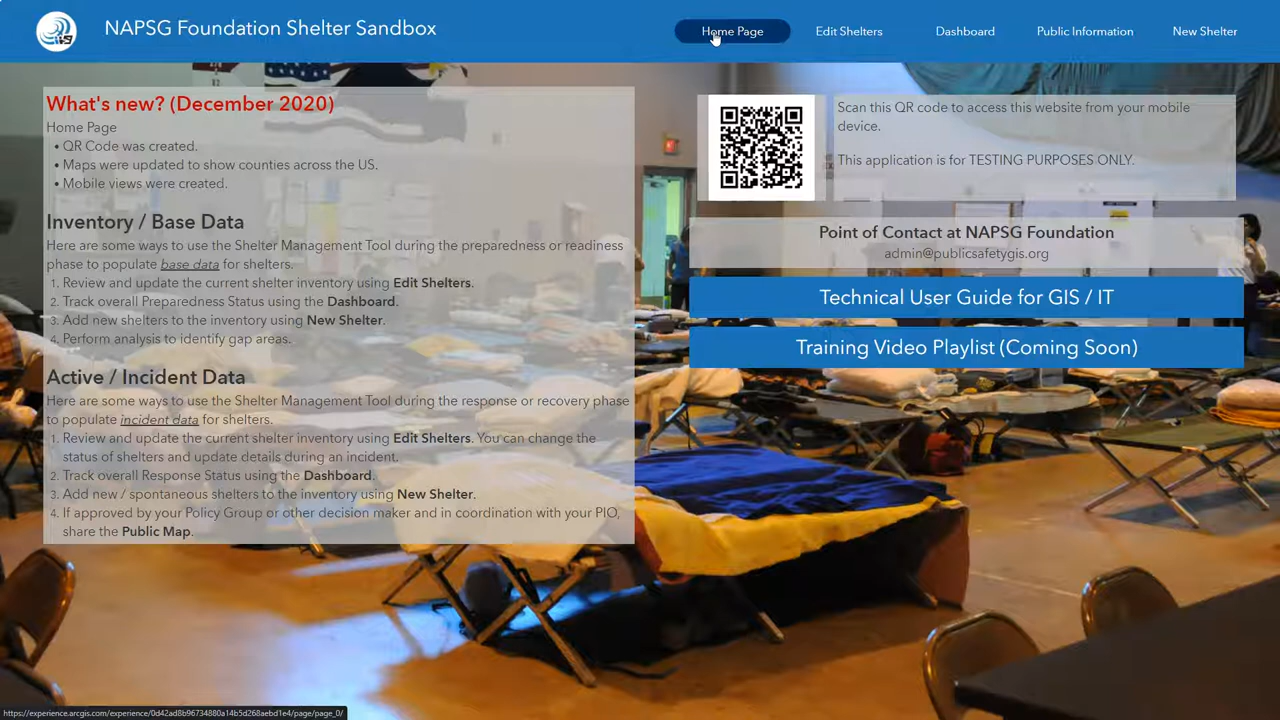 NAPSG Foundation Shelter Sandbox
Home Page
Edit Shelters
Dashboard
Public Information
New Shelter
What's new? (December 2020)
Home Page
• QR Code was created.
• Maps were updated to show counties across the US.
• Mobile views were created.
Inventory / Base Data
Here are some ways to use the Shelter Management Tool during the preparedness or readiness
phase to populate base data for shelters.
1. Review and update the current shelter inventory using Edit Shelters.
2. Track overall Preparedness Status using the Dashboard.
3. Add new shelters to the inventory using New Shelter.
4. Perform analysis to identify gap areas.
Active / Incident Data
Here are some ways to use the Shelter Management Tool during the response or recovery phase
to populate incident data for shelters.
1. Review and update the current shelter inventory using Edit Shelters. You can change the
status of shelters and update details during an incident.
2. Track overall Response Status using the Dashboard.
3. Add new / spontaneous shelters to the inventory using New Shelter.
4. If approved by your Policy Group or other decision maker and in coordination with your PIO,
share the Public Map.
Scan this QR code to access this website from your mobile
device.
This application is for TESTING PURPOSES ONLY.
Point of Contact at NAPSG Foundation
admin@publicsafetygis.org
Technical User Guide for GIS / IT
Training Video Playlist (Coming Soon)
https://experience.arcgis.com/experience/0d42ad8b96734880a14b5d268aebd1e4/page/page_0/